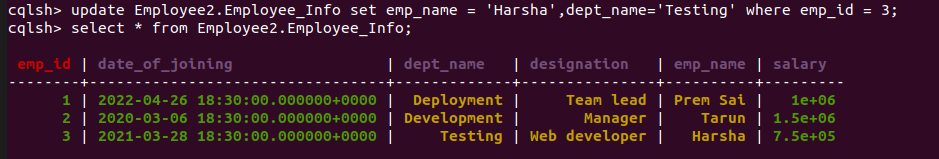 cqlsh> update Employee2.Employee_Info set emp_name = 'Harsha',dept_name='Testing' where emp_id = 3;
cqlsh> select * from Employee2.Employee_Info;
 emp_id | date_of_joining                 | dept_name   | designation   | emp_name | salary
--------+---------------------------------+-------------+---------------+----------+---------
      1 | 2022-04-26 18:30:00.000000+0000 |  Deployment |     Team lead | Prem Sai |   1e+06
      2 | 2020-03-06 18:30:00.000000+0000 | Development |       Manager |    Tarun | 1.5e+06
      3 | 2021-03-28 18:30:00.000000+0000 |     Testing | Web developer |   Harsha | 7.5e+05